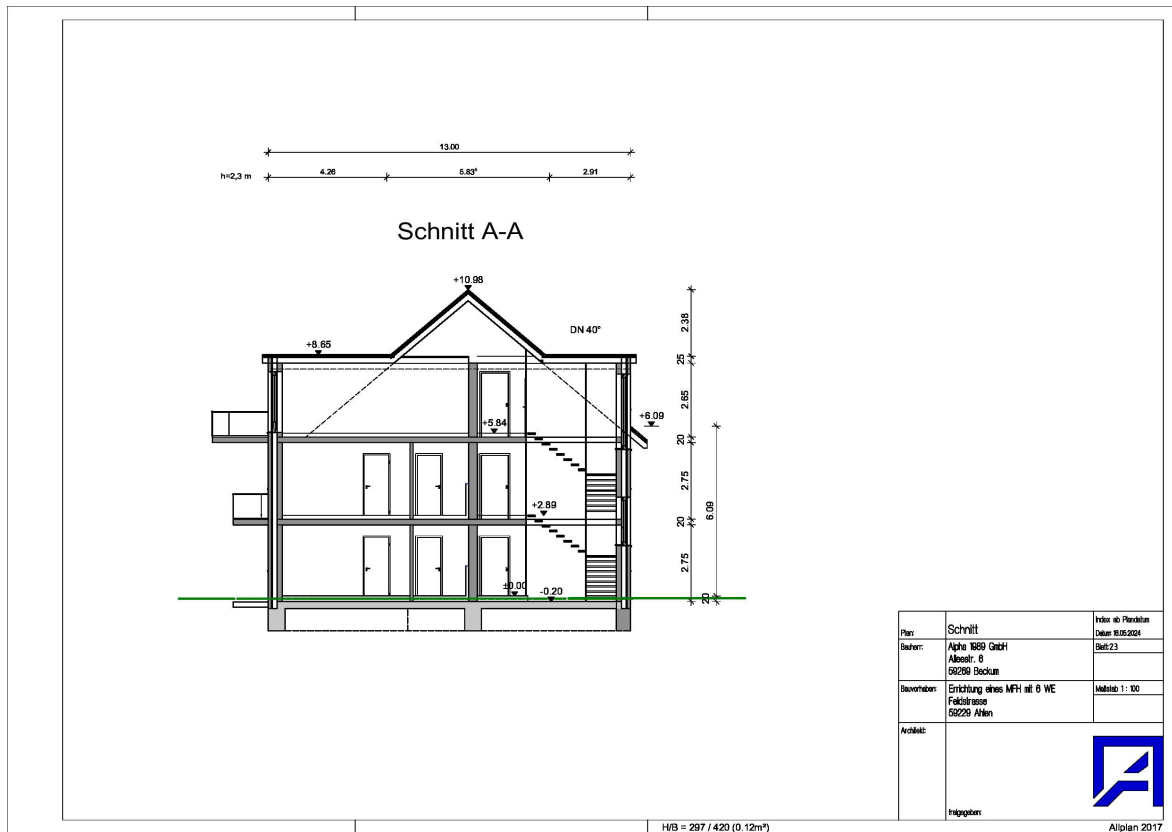 13.00
h=2,3 m
4.26
5.83⁵
2.91
Schnitt A-A
+10.98
DN 40°
+8.65
2.38
25
2.65
+6.09
+5.84
20
2.75
+2.89
6.09
20
2.75
±0.00
-0.20
20
Plan:
Schnitt
Index ab Plandatum
Datum: 16.05.2024
Bauherr:
Alpha 1989 GmbH
Alleestr. 6
59269 Beckum
Blatt:23
Bauvorhaben:
Errichtung eines MFH mit 6 WE
Feldstrasse
59229 Ahlen
Maßstab 1 : 100
Architekt:
freigegeben:
H/B = 297 / 420 (0.12m²)
Allplan 2017